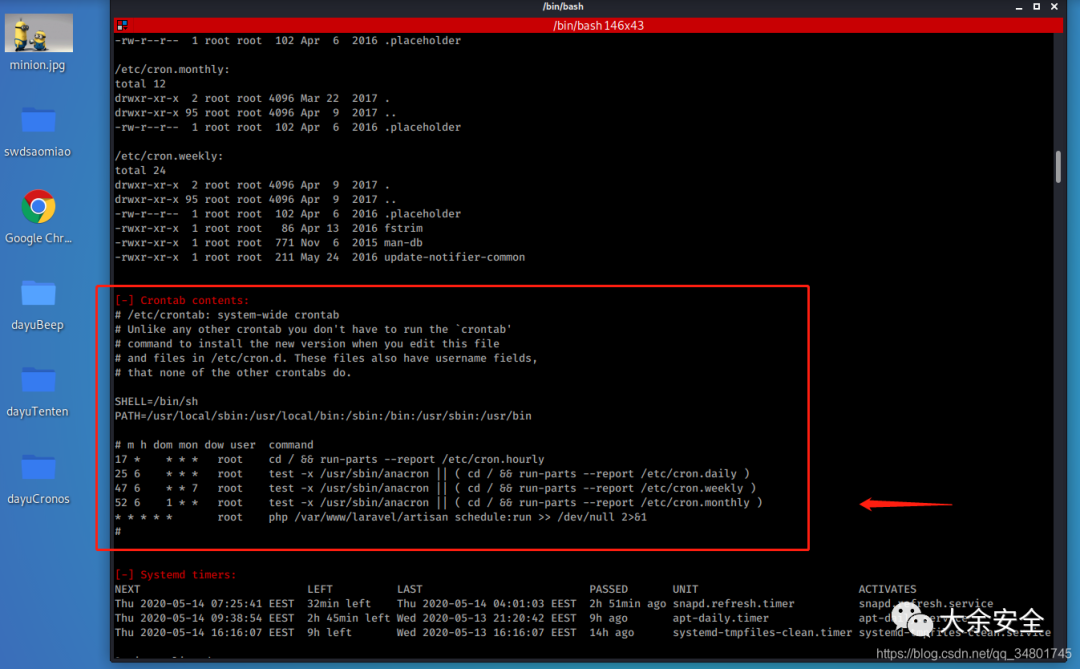 /bin/bash
/bin/bash 146x43
minion.jpg
swdsaomiao
Google Chr...
dayuBeep
dayuTenten
dayuCronos
-rw-r--r--  1 root root  102 Apr  6  2016 .placeholder
/etc/cron.monthly:
total 12
drwxr-xr-x  2 root root 4096 Mar 22  2017 .
drwxr-xr-x 95 root root 4096 Apr  9  2017 ..
-rw-r--r--  1 root root  102 Apr  6  2016 .placeholder
/etc/cron.weekly:
total 24
drwxr-xr-x  2 root root 4096 Apr  9  2017 .
drwxr-xr-x 95 root root 4096 Apr  9  2017 ..
-rw-r--r--  1 root root  102 Apr  6  2016 .placeholder
-rwxr-xr-x  1 root root   86 Apr 13  2016 fstrim
-rwxr-xr-x  1 root root  771 Nov  6  2015 man-db
-rwxr-xr-x  1 root root  211 May 24  2016 update-notifier-common
[-] Crontab contents:
# /etc/crontab: system-wide crontab
# Unlike any other crontab you don't have to run the `crontab'
# command to install the new version when you edit this file
# and files in /etc/cron.d. These files also have username fields,
# that none of the other crontabs do.
SHELL=/bin/sh
PATH=/usr/local/sbin:/usr/local/bin:/sbin:/bin:/usr/sbin:/usr/bin
# m h dom mon dow user  command
17 *    * * *   root    cd / && run-parts --report /etc/cron.hourly
25 6    * * *   root    test -x /usr/sbin/anacron || ( cd / && run-parts --report /etc/cron.daily )
47 6    * * 7   root    test -x /usr/sbin/anacron || ( cd / && run-parts --report /etc/cron.weekly )
52 6    1 * *   root    test -x /usr/sbin/anacron || ( cd / && run-parts --report /etc/cron.monthly )
* * * * *       root    php /var/www/laravel/artisan schedule:run >> /dev/null 2>&1
#
[-] Systemd timers:
NEXT                          LEFT          LAST                          PASSED       UNIT                          ACTIVATES
Thu 2020-05-14 07:25:41 EEST  32min left    Thu 2020-05-14 04:01:03 EEST  2h 51min ago snapd.refresh.timer           snapd.refresh.service
Thu 2020-05-14 09:38:54 EEST  2h 45min left Wed 2020-05-13 21:20:42 EEST  9h ago       apt-daily.timer               apt-daily.service
Thu 2020-05-14 16:16:07 EEST  9h left       Wed 2020-05-13 16:16:07 EEST  14h ago      systemd-tmpfiles-clean.timer  systemd-tmpfiles-clean.service
大余安全
https://blog.csdn.net/qq_34801745